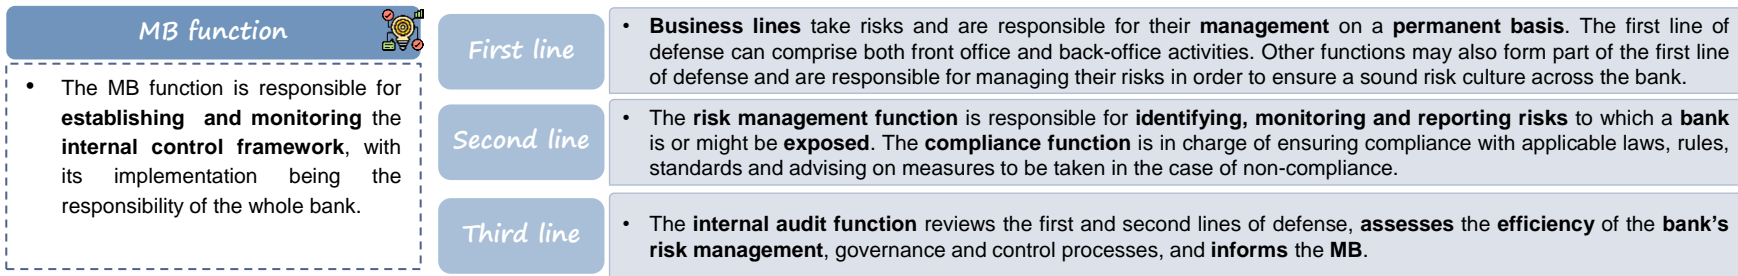 MB function
• The MB function is responsible for
establishing and monitoring the
internal control framework, with
its implementation being the
responsibility of the whole bank.
First line
• Business lines take risks and are responsible for their management on a permanent basis. The first line of
defense can comprise both front office and back-office activities. Other functions may also form part of the first line
of defense and are responsible for managing their risks in order to ensure a sound risk culture across the bank.
Second line
• The risk management function is responsible for identifying, monitoring and reporting risks to which a bank
is or might be exposed. The compliance function is in charge of ensuring compliance with applicable laws, rules,
standards and advising on measures to be taken in the case of non-compliance.
Third line
• The internal audit function reviews the first and second lines of defense, assesses the efficiency of the bank's
risk management, governance and control processes, and informs the MB.